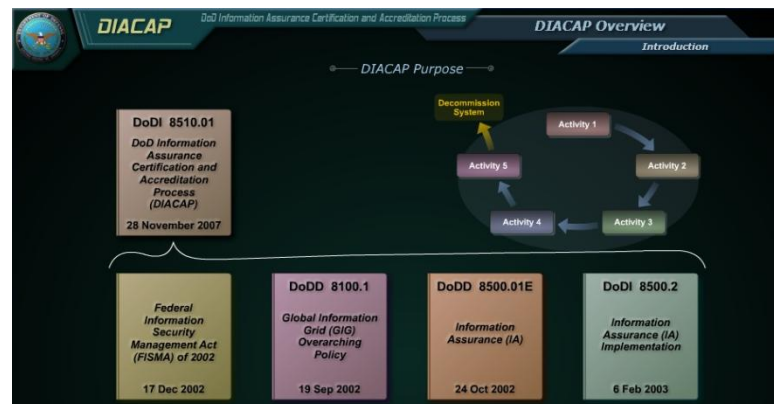 DIACAP
DoD Information Assurance Certification and Accreditation Process
DIACAP Overview
Introduction
DIACAP Purpose
DoDI 8510.01
DoD Information
Assurance
Certification and
Accreditation
Process
(DIACAP)
28 November 2007
Decommission
System
Activity 1
Activity 2
Activity 3
Activity 4
Activity 5
Federal
Information
Security
Management Act
(FISMA) of 2002
17 Dec 2002
DoDD 8100.1
Global Information
Grid (GIG)
Overarching
Policy
19 Sep 2002
DoDD 8500.01E
Information
Assurance (IA)
24 Oct 2002
DoDI 8500.2
Information
Assurance (IA)
Implementation
6 Feb 2003